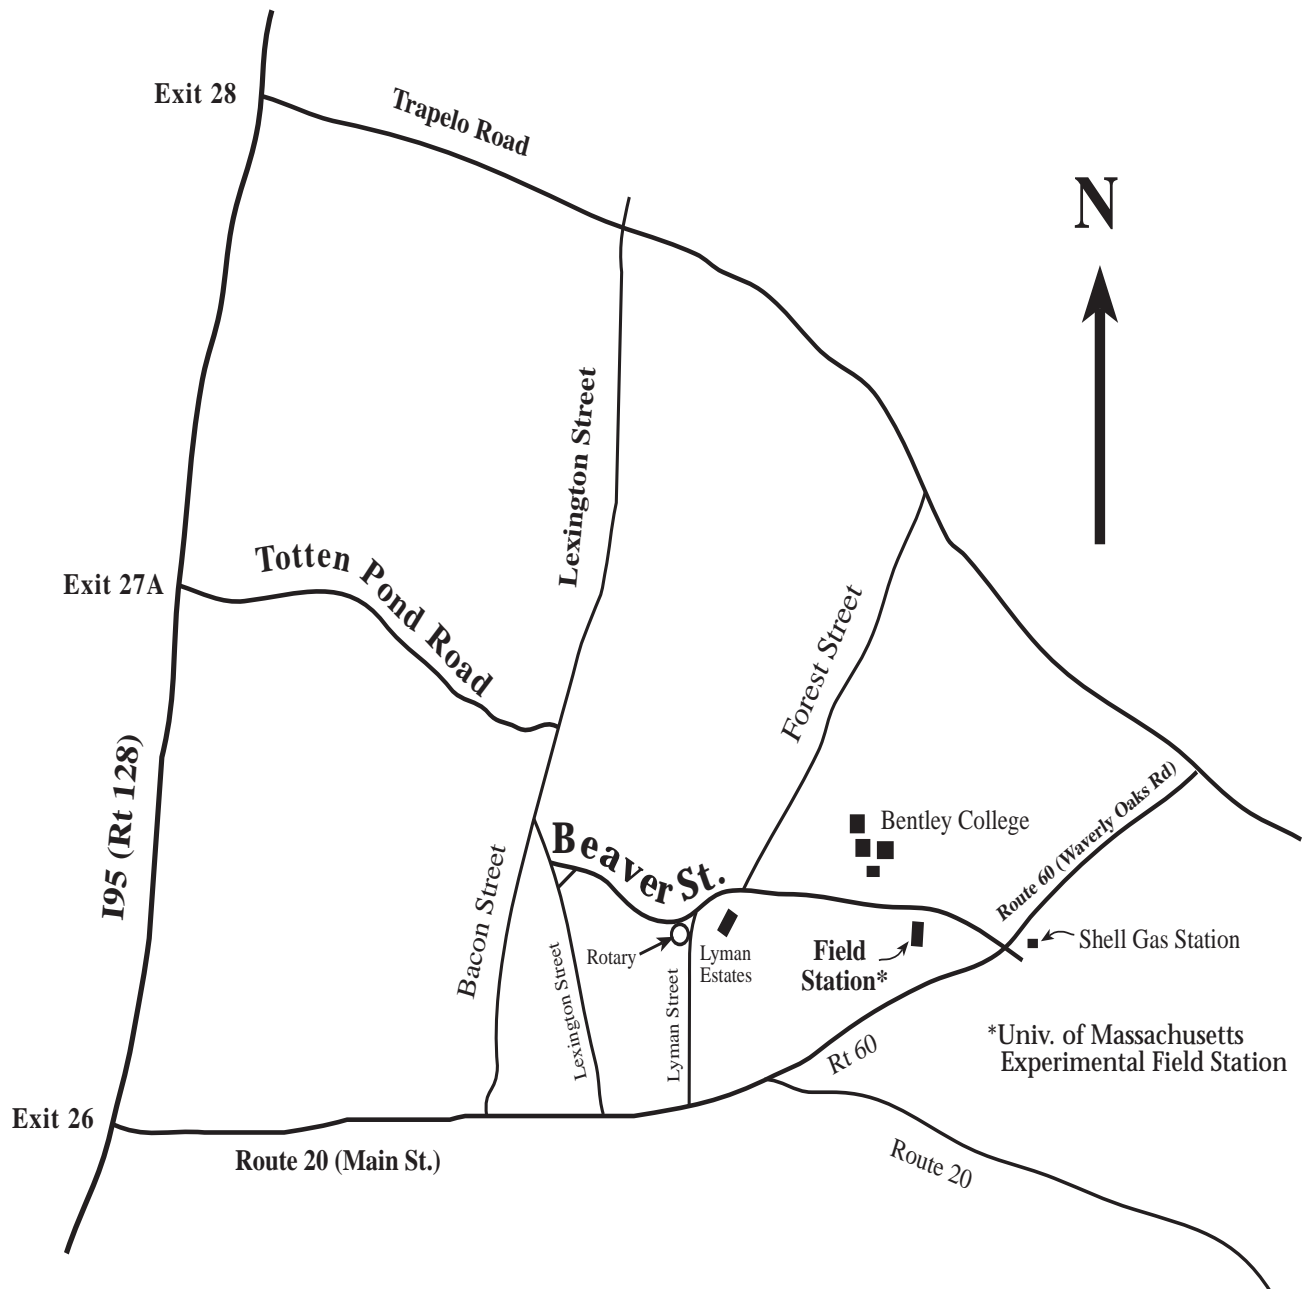 Exit 28
Trapelo Road
N
Lexington Street
Totten Pond Road
Exit 27A
Forest Street
I95 (Rt 128)
Route 60 (Waverly Oaks Rd)
Bentley College
Beaver St.
Bacon Street
Shell Gas Station
Rotary
Lyman
Estates
Field
Station*
Lexington Street
Lyman Street
*Univ. of Massachusetts
Experimental Field Station
Rt 60
Exit 26
Route 20 (Main St.)
Route 20